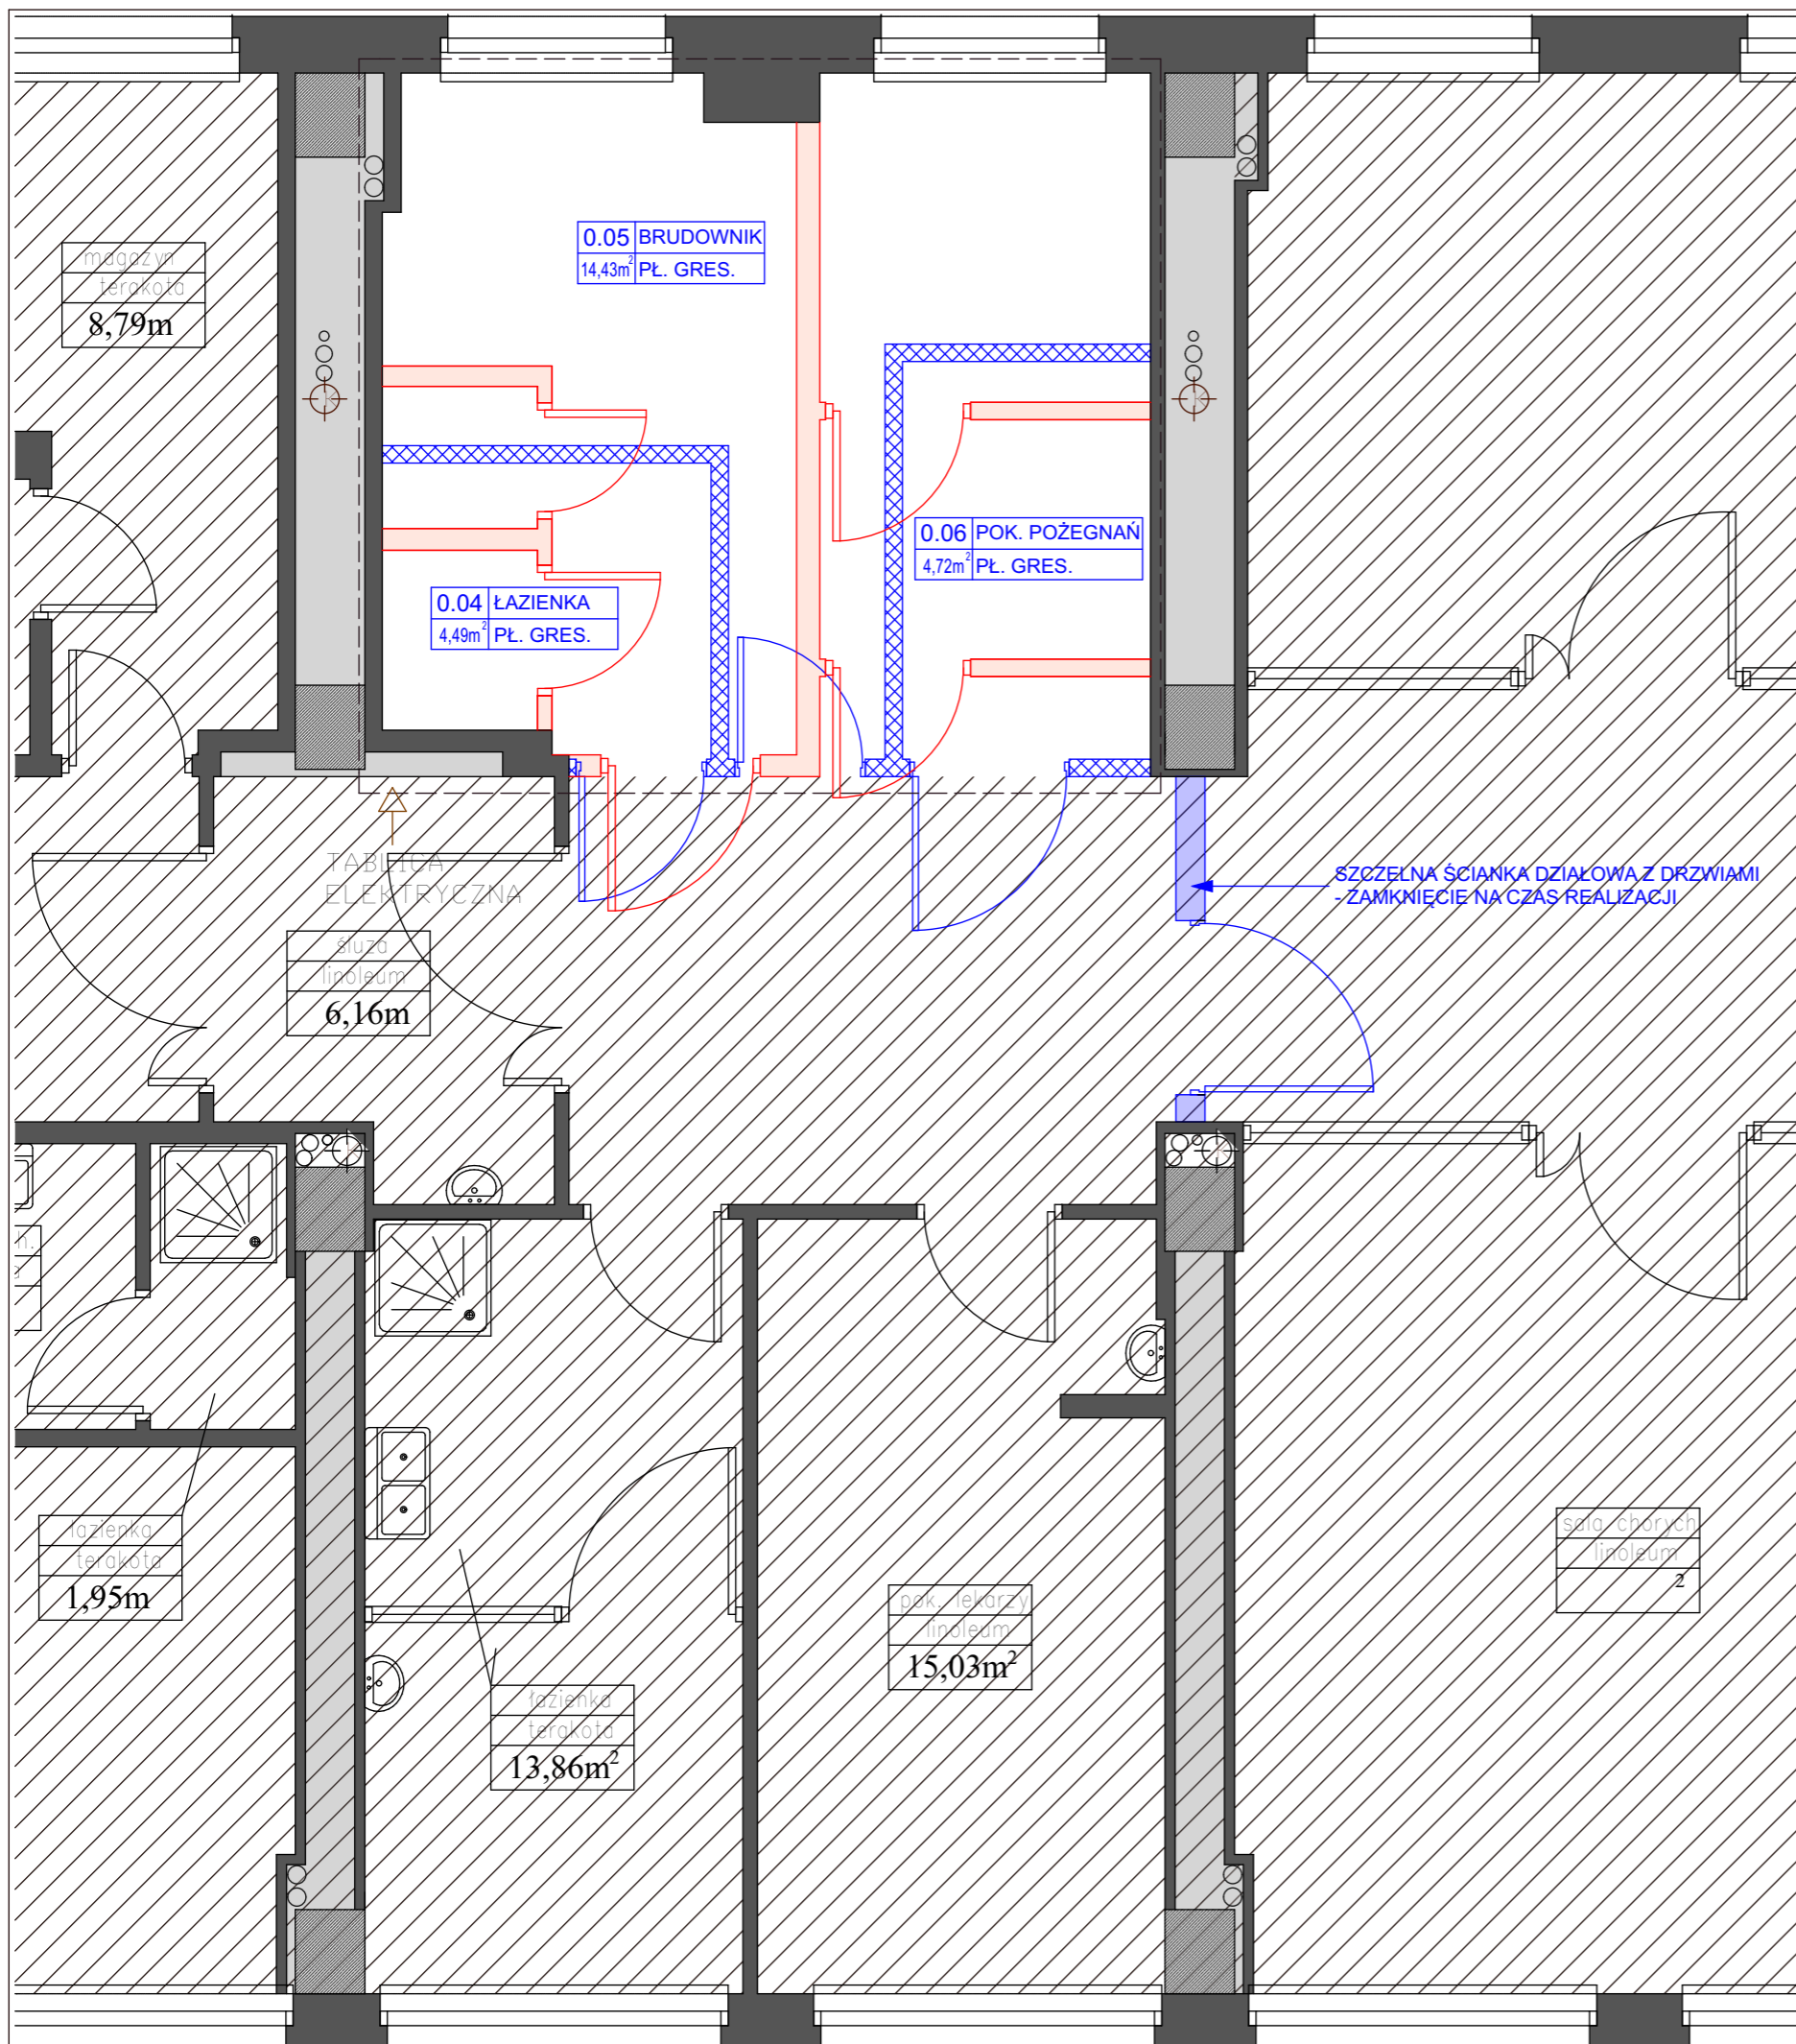 0.05 BRUDOWNIK
14,43m² PŁ. GRES.
magazyn
terakota
8,79m
0.06 POK. POŻEGNAŃ
4,72m² PŁ. GRES.
0.04 ŁAZIENKA
4,49m² PŁ. GRES.
TABLICA
ELEKTRYCZNA
SZCZELNA ŚCIANKA DZIAŁOWA Z DRZWIAMI
- ZAMKNIĘCIE NA CZAS REALIZACJI
śluza
linoleum
6,16m
łazienka
terakota
1,95m
sala chorych
linoleum
2
pok. lekarzy
linoleum
15,03m²
łazienka
terakota
13,86m²